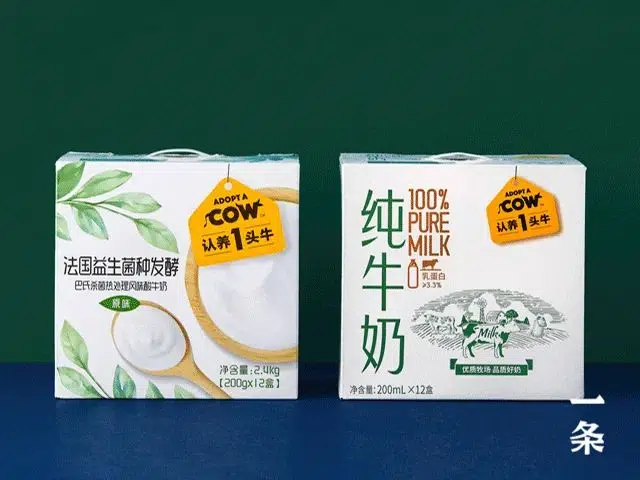 ADOPT A
COW
认养1头牛
法国益生菌种发酵
巴氏杀菌热处理风味酸牛奶
原味
净含量:2.4kg
【200gx12盒】
纯牛奶
100%
PURE
MILK
乳蛋白
≥3.3%
ADOPT A
COW
认养1头牛
Milk
优质牧场 品质好奶
净含量:200mL×12盒
一条